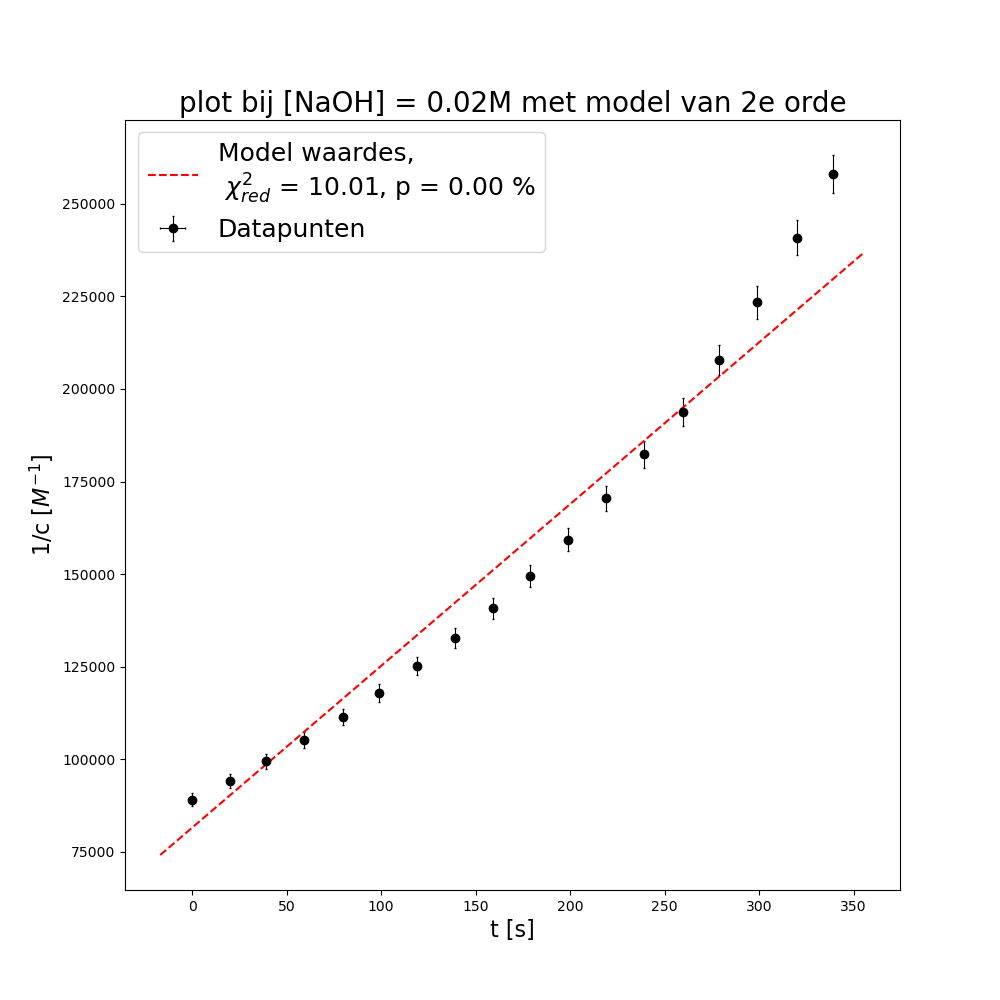 plot bij [NaOH] = 0.02M met model van 2e orde
Model waardes,
χ²_red = 10.01, p = 0.00 %
Datapunten
250000
225000
200000
175000
150000
125000
100000
75000
1/c [M⁻¹]
0 50 100 150 200 250 300 350
t [s]